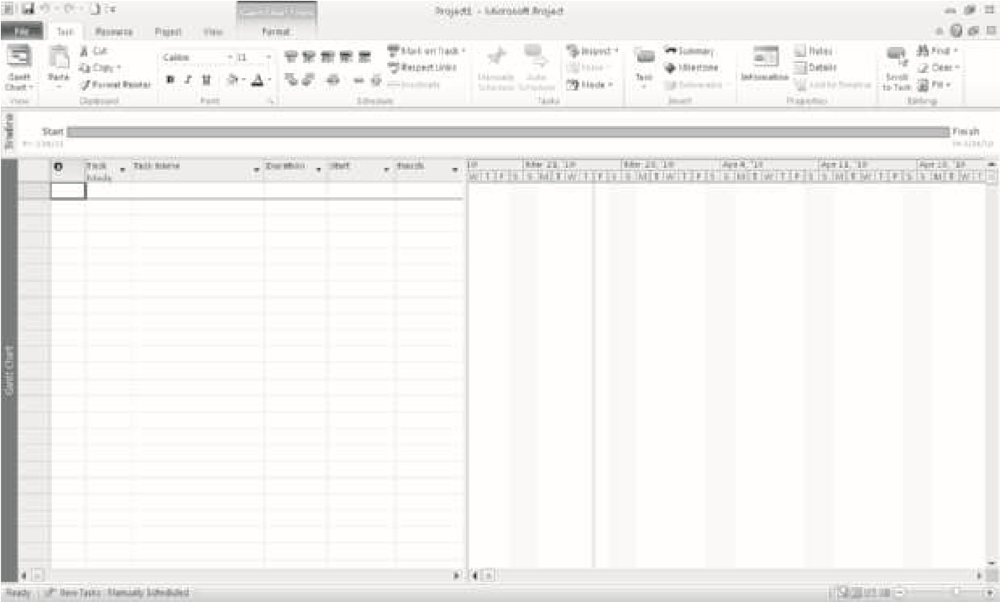 Project1 - Microsoft Project
File Task Resource Project View Format
Cut
Copy
Format Painter
Paste
Gantt Chart
Calibri 11
B I U
Mark on Track
Respect Links
Inactivate
Manually Schedule
Auto Schedule
Inspect
Move
Mode
Task
Summary
Milestone
Deliverable
Information
Notes
Details
Add to Timeline
Scroll to Task
Find
Clear
Fill
View Clipboard Font Schedule Tasks Insert Properties Editing
Timeline
Start
Finish
Task Mode Task Name Duration Start Finish
Mar 21, '10 Mar 28, '10 Apr 4, '10 Apr 11, '10 Apr 18, '10
W T F S S M T W T F S S M T W T F S S M T W T F S S M T W T F S S M T W T
Gantt Chart
Ready New Tasks : Manually Scheduled